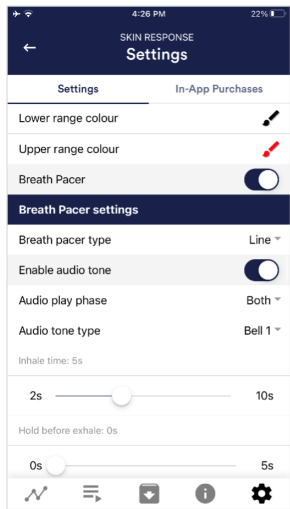 4:26 PM
22%
SKIN RESPONSE
Settings
Settings In-App Purchases
Lower range colour
Upper range colour
Breath Pacer
Breath Pacer settings
Breath pacer type Line
Enable audio tone
Audio play phase Both
Audio tone type Bell 1
Inhale time: 5s
2s 10s
Hold before exhale: 0s
0s 5s